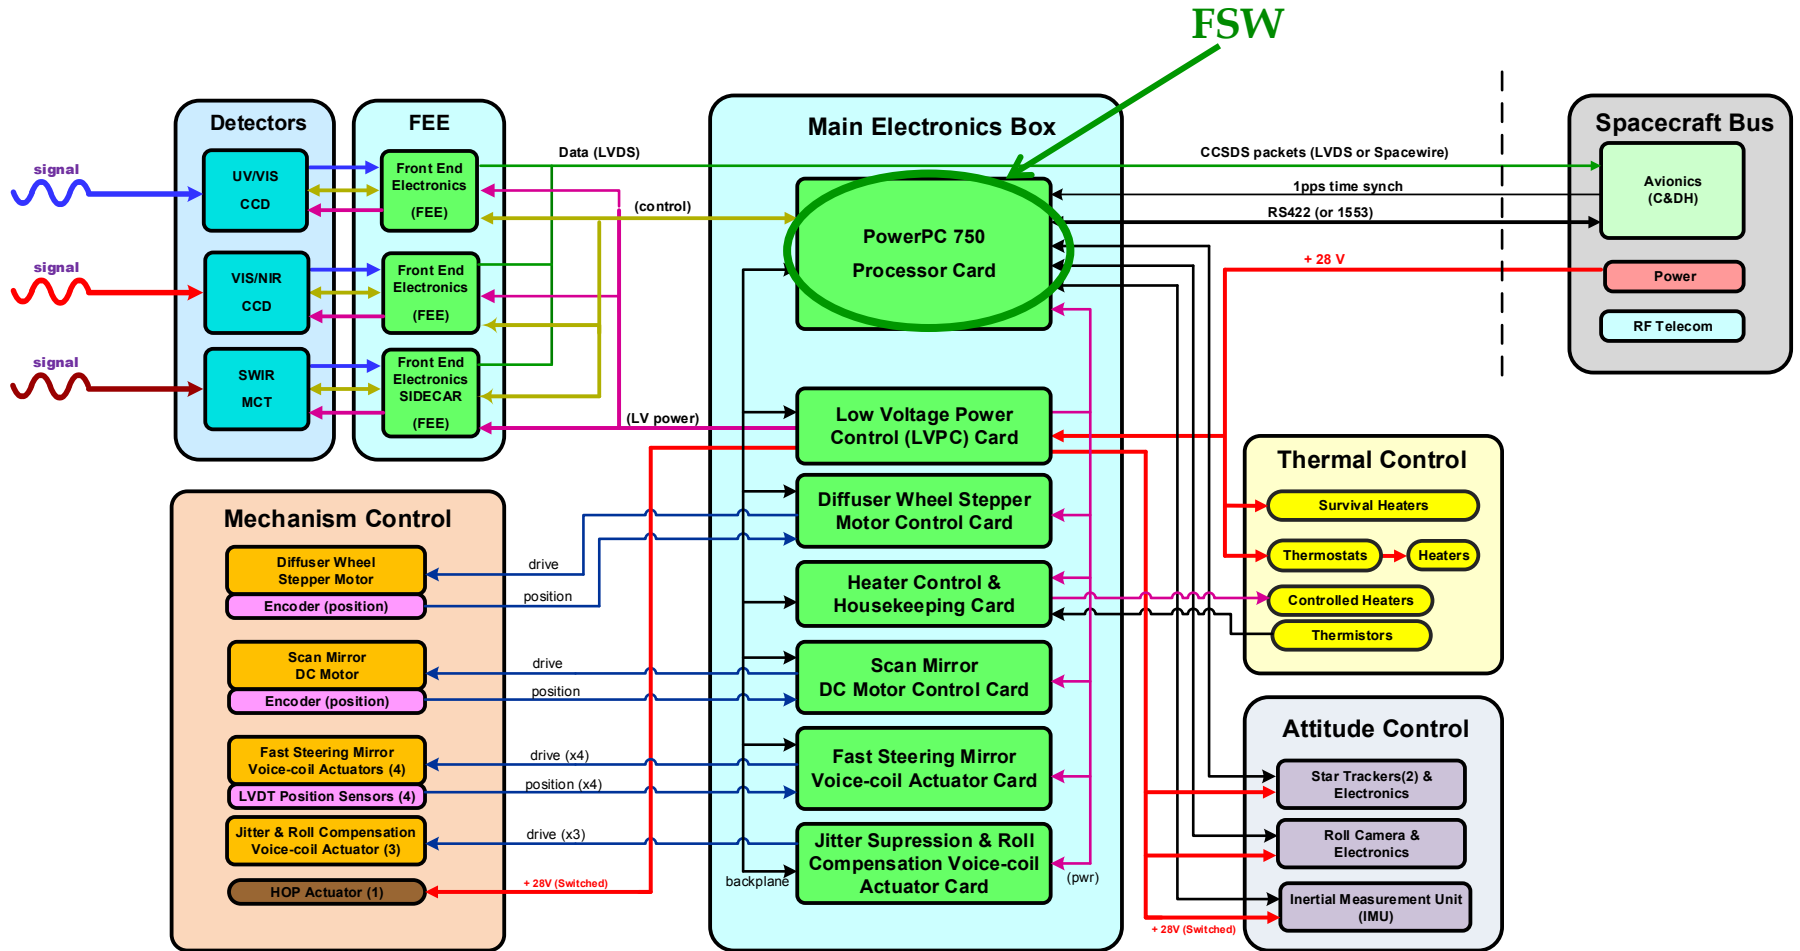 FSW
Detectors
FEE
Main Electronics Box
Spacecraft Bus
signal
UV/VIS
CCD
Front End
Electronics
(FEE)
Data (LVDS)
CCSDS packets (LVDS or Spacewire)
1pps time synch
RS422 (or 1553)
Avionics
(C&DH)
(control)
PowerPC 750
Processor Card
signal
VIS/NIR
CCD
Front End
Electronics
(FEE)
+ 28 V
Power
RF Telecom
signal
SWIR
MCT
Front End
Electronics
SIDECAR
(FEE)
(LV power)
Low Voltage Power
Control (LVPC) Card
Thermal Control
Survival Heaters
Thermostats
Heaters
Controlled Heaters
Thermistors
Mechanism Control
Diffuser Wheel
Stepper Motor
Encoder (position)
drive
position
Diffuser Wheel Stepper
Motor Control Card
Heater Control &
Housekeeping Card
Scan Mirror
DC Motor
Encoder (position)
drive
position
Scan Mirror
DC Motor Control Card
Fast Steering Mirror
Voice-coil Actuators (4)
LVDT Position Sensors (4)
drive (x4)
position (x4)
Fast Steering Mirror
Voice-coil Actuator Card
Jitter & Roll Compensation
Voice-coil Actuator (3)
drive (x3)
Jitter Supression & Roll
Compensation Voice-coil
Actuator Card
HOP Actuator (1)
+ 28V (Switched)
backplane
(pwr)
Attitude Control
Star Trackers(2) &
Electronics
Roll Camera &
Electronics
Inertial Measurement Unit
(IMU)
+ 28V (Switched)